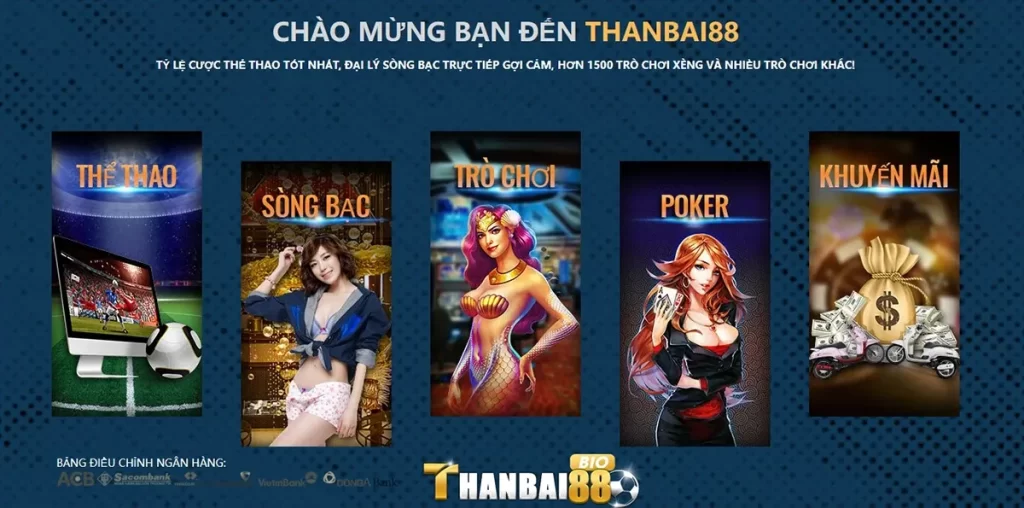 CHÀO MỪNG BẠN ĐẾN THANBAI88
TỶ LỆ CƯỢC THỂ THAO TỐT NHẤT, ĐẠI LÝ SÒNG BẠC TRỰC TIẾP GỢI CẢM, HƠN 1500 TRÒ CHƠI XÈNG VÀ NHIỀU TRÒ CHƠI KHÁC!
THỂ THAO
SÒNG BẠC
TRÒ CHƠI
POKER
KHUYẾN MÃI
BẢNG ĐIỀU CHỈNH NGÂN HÀNG:
ACB Sacombank VietinBank DONGA Bank
BIO
THANBAI88